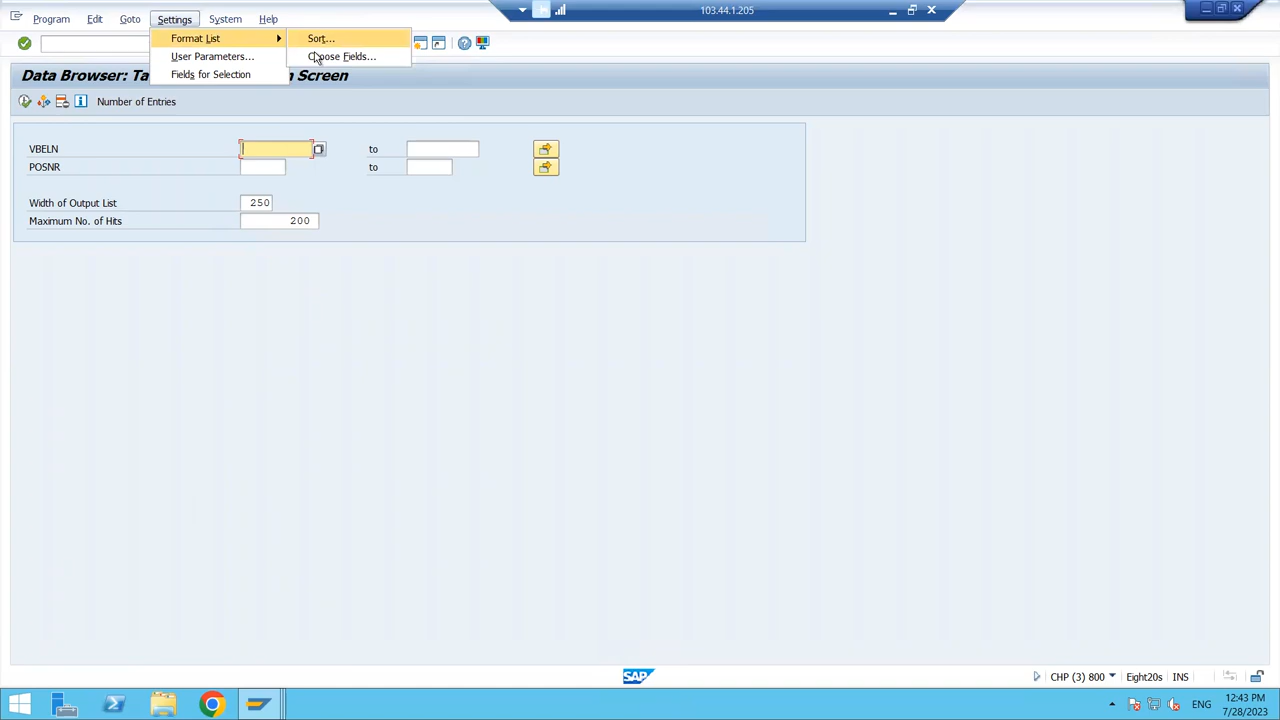 103.44.1.205
Program Edit Goto Settings System Help
Format List Sort...
User Parameters... Choose Fields...
Fields for Selection
Data Browser: Ta Screen
Number of Entries
VBELN to
POSNR to
Width of Output List 250
Maximum No. of Hits 200
SAP
CHP (3) 800 Eight20s INS
ENG
12:43 PM
7/28/2023